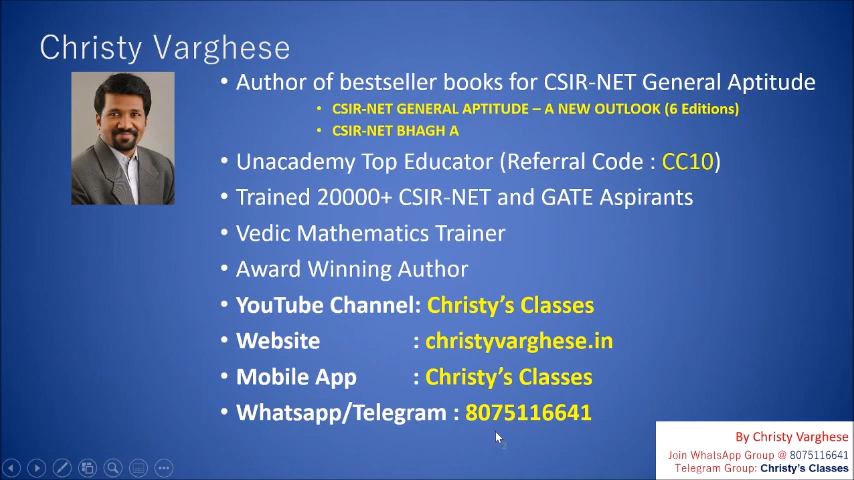 Christy Varghese
• Author of bestseller books for CSIR-NET General Aptitude
• CSIR-NET GENERAL APTITUDE – A NEW OUTLOOK (6 Editions)
• CSIR-NET BHAGH A
• Unacademy Top Educator (Referral Code : CC10)
• Trained 20000+ CSIR-NET and GATE Aspirants
• Vedic Mathematics Trainer
• Award Winning Author
• YouTube Channel: Christy's Classes
• Website : christyvarghese.in
• Mobile App : Christy's Classes
• Whatsapp/Telegram : 8075116641
By Christy Varghese
Join WhatsApp Group @ 8075116641
Telegram Group: Christy's Classes